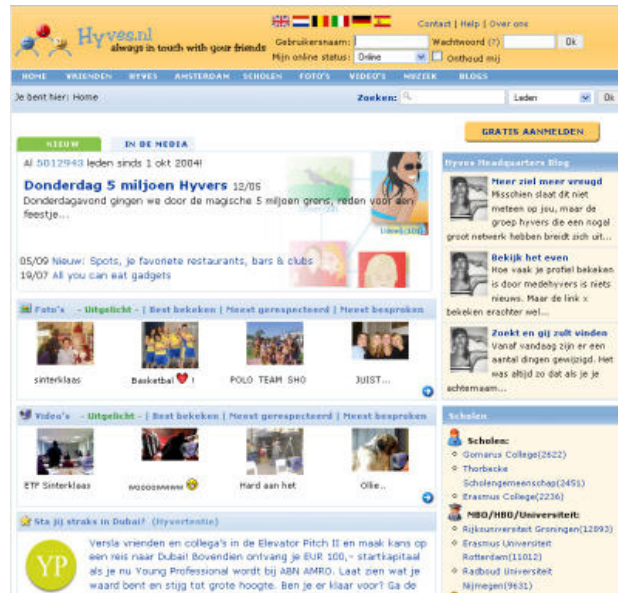 Hyves.nl
always in touch with your friends
Contact | Help | Over ons
Gebruikersnaam: Wachtwoord (?) Ok
Mijn online status: Online Onthoud mij
HOME VRIENDEN HYVES AMSTERDAM SCHOLEN FOTO'S VIDEO'S MUZIEK BLOGS
Je bent hier: Home
Zoeken: Leden Ok
GRATIS AANMELDEN
NIEUW IN DE MEDIA
Al 5012943 leden sinds 1 okt 2004!
Donderdag 5 miljoen Hyvers 12/05
Donderdagavond gingen we door de magische 5 miljoen grens, reden voor een
feestje...
05/09 Nieuw: Spots, je favoriete restaurants, bars & clubs
19/07 All you can eat gadgets
Foto's - Uitgelicht - | Best bekeken | Meest gerespecteerd | Meest besproken
sinterklaas Basketbal ! POLO TEAM SHO JUIST...
Video's - Uitgelicht - | Best bekeken | Meest gerespecteerd | Meest besproken
ETF Sinterklaas Hard aan het Ollie..
Sta jij straks in Dubai? (Hyvertentie)
YP
Versla vrienden en collega's in de Elevator Pitch II en maak kans op
een reis naar Dubai! Bovendien ontvang je EUR 100,- startkapitaal
als je nu Young Professional wordt bij ABN AMRO. Laat zien wat je
waard bent en stijg tot grote hoogte. Ben je er klaar voor? Ga de
Hyves Headquarters Blog
Meer ziel meer vreugd
Misschien slaat dit niet
meteen op jou, maar de
groep hyvers die een nogal
groot netwerk hebben breidt zich uit...
Bekijk het even
Hoe vaak je profiel bekeken
is door medehyvers is niets
nieuws. Maar de link x
bekeken erachter wel...
Zoekt en gij zult vinden
Vanaf vandaag zijn er een
aantal dingen gewijzigd. Het
was altijd zo dat als je je
achternaam...
Scholen
Scholen:
Gomarus College(2622)
Thorbecke
Scholengemeenschap(2451)
Erasmus College(2236)
MBO/HBO/Universiteit:
Rijksuniversiteit Groningen(12093)
Erasmus Universiteit
Rotterdam(11012)
Radboud Universiteit
Nijmegen(9631)